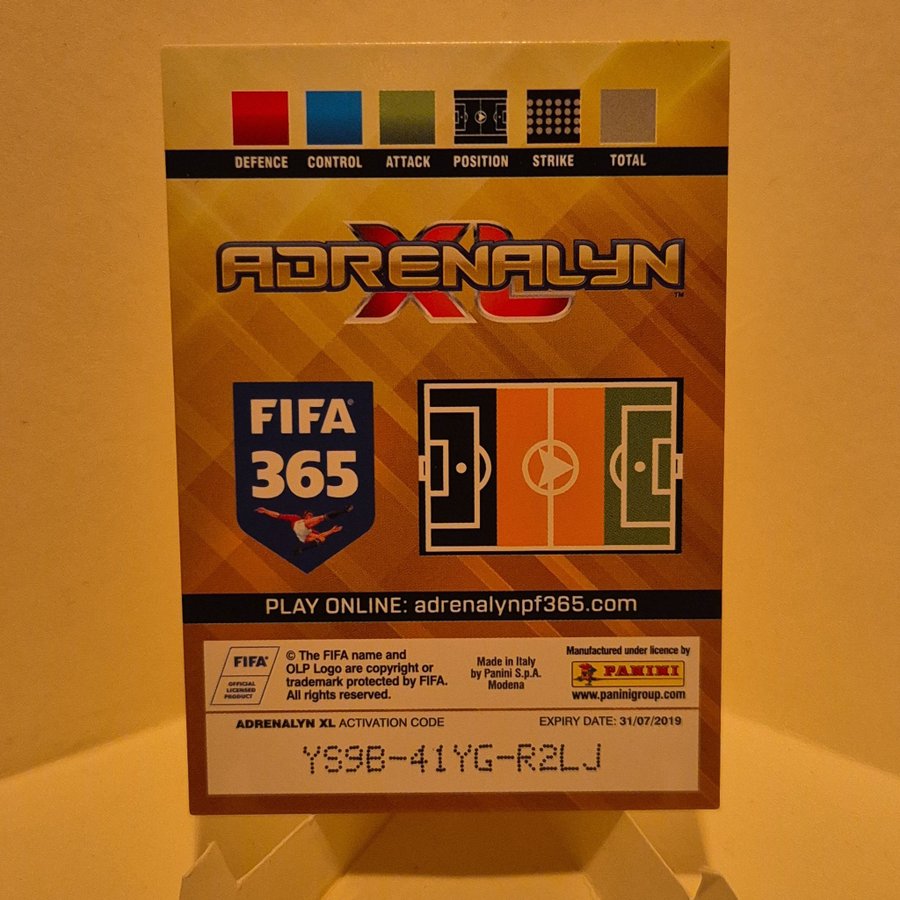 DEFENCE CONTROL ATTACK POSITION STRIKE TOTAL
ADRENALYN XL™
FIFA®
365
PLAY ONLINE: adrenalynpf365.com
FIFA®
OFFICIAL
LICENSED
PRODUCT
© The FIFA name and
OLP Logo are copyright or
trademark protected by FIFA.
All rights reserved.
Made in Italy
by Panini S.p.A.
Modena
Manufactured under licence by
PANINI
www.paninigroup.com
ADRENALYN XL ACTIVATION CODE EXPIRY DATE: 31/07/2019
YS9B-41YG-R2LJ